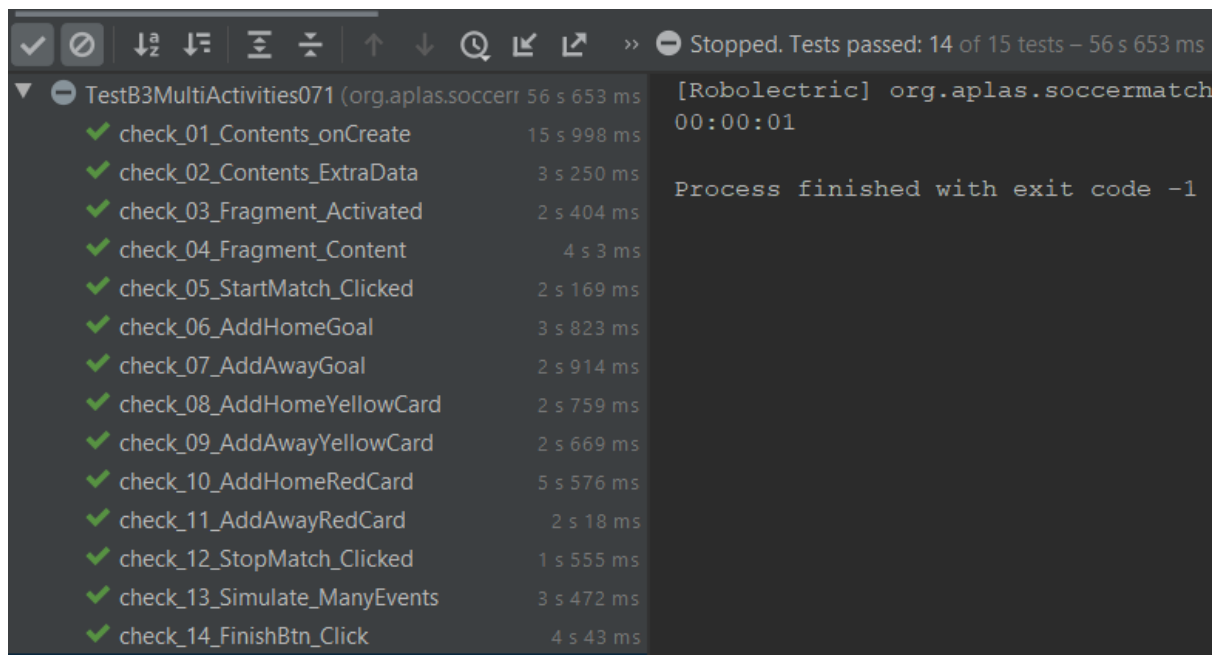 Stopped. Tests passed: 14 of 15 tests – 56 s 653 ms
TestB3MultiActivities071 (org.aplas.soccerr 56 s 653 ms
check_01_Contents_onCreate 15 s 998 ms
check_02_Contents_ExtraData 3 s 250 ms
check_03_Fragment_Activated 2 s 404 ms
check_04_Fragment_Content 4 s 3 ms
check_05_StartMatch_Clicked 2 s 169 ms
check_06_AddHomeGoal 3 s 823 ms
check_07_AddAwayGoal 2 s 914 ms
check_08_AddHomeYellowCard 2 s 759 ms
check_09_AddAwayYellowCard 2 s 669 ms
check_10_AddHomeRedCard 5 s 576 ms
check_11_AddAwayRedCard 2 s 18 ms
check_12_StopMatch_Clicked 1 s 555 ms
check_13_Simulate_ManyEvents 3 s 472 ms
check_14_FinishBtn_Click 4 s 43 ms
[Robolectric] org.aplas.soccermatch
00:00:01
Process finished with exit code -1